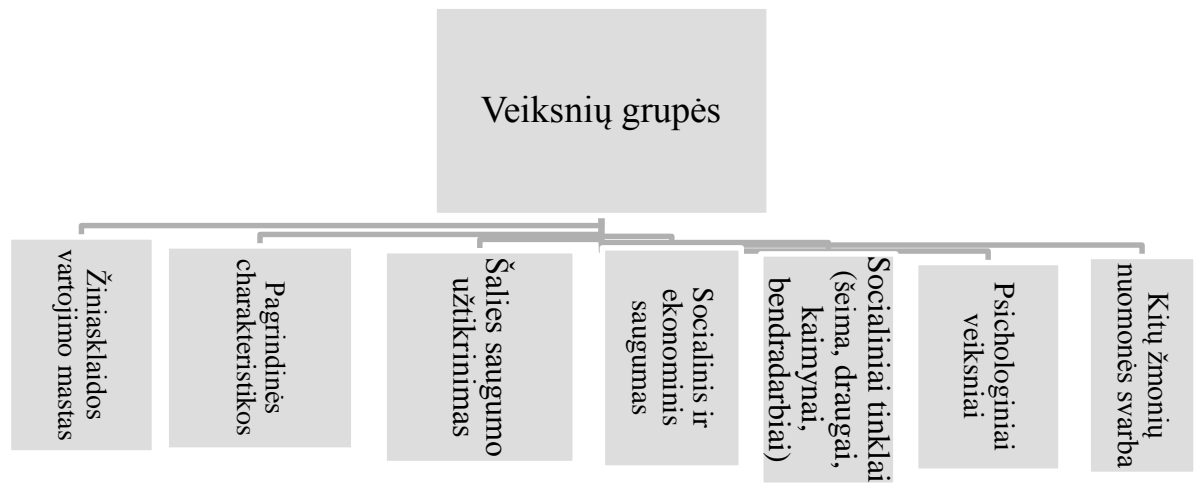 Veiksnių grupės
Žiniasklaidos
vartojimo mastas
Pagrindinės
charakteristikos
Šalies saugumo
užtikrinimas
Socialinis ir
ekonominis
saugumas
Socialiniai tinklai
(šeima, draugai,
kaimynai,
bendradarbiai)
Psichologiniai
veiksniai
Kitų žmonių
nuomonės svarba